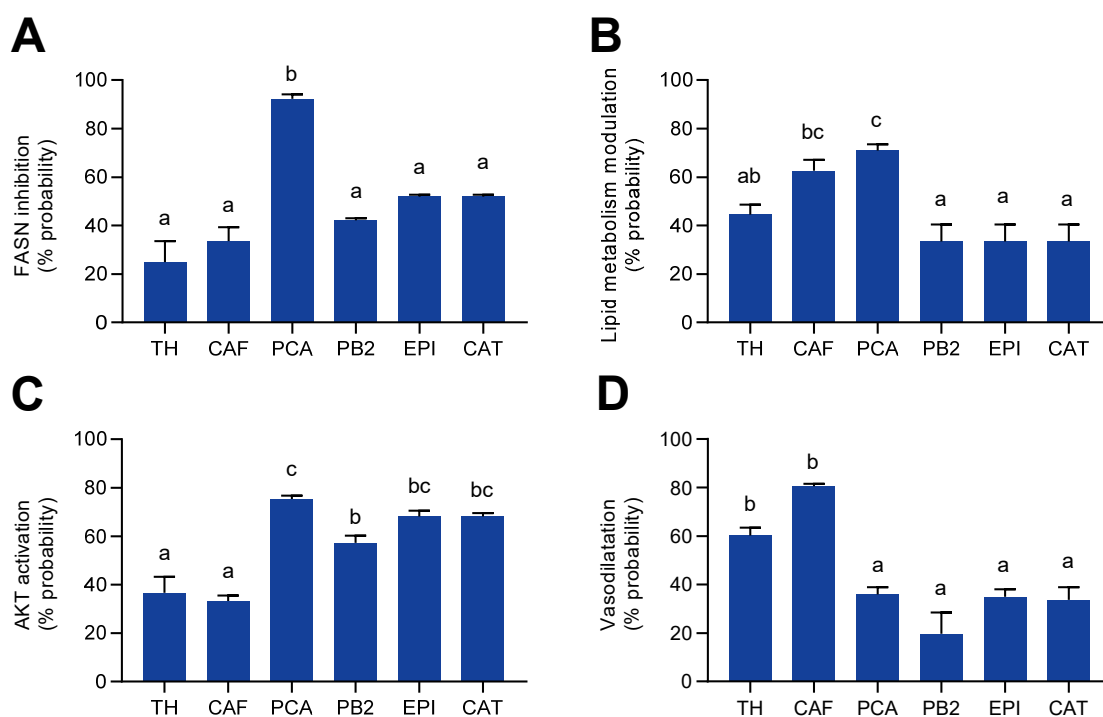 A
FASN inhibition
(% probability)
100
80
60
40
20
0
a
a
b
a
a
a
TH CAF PCA PB2 EPI CAT
B
Lipid metabolism modulation
(% probability)
100
80
60
40
20
0
ab
bc
c
a
a
a
TH CAF PCA PB2 EPI CAT
C
AKT activation
(% probability)
100
80
60
40
20
0
a
a
c
b
bc
bc
TH CAF PCA PB2 EPI CAT
D
Vasodilatation
(% probability)
100
80
60
40
20
0
b
b
a
a
a
a
TH CAF PCA PB2 EPI CAT